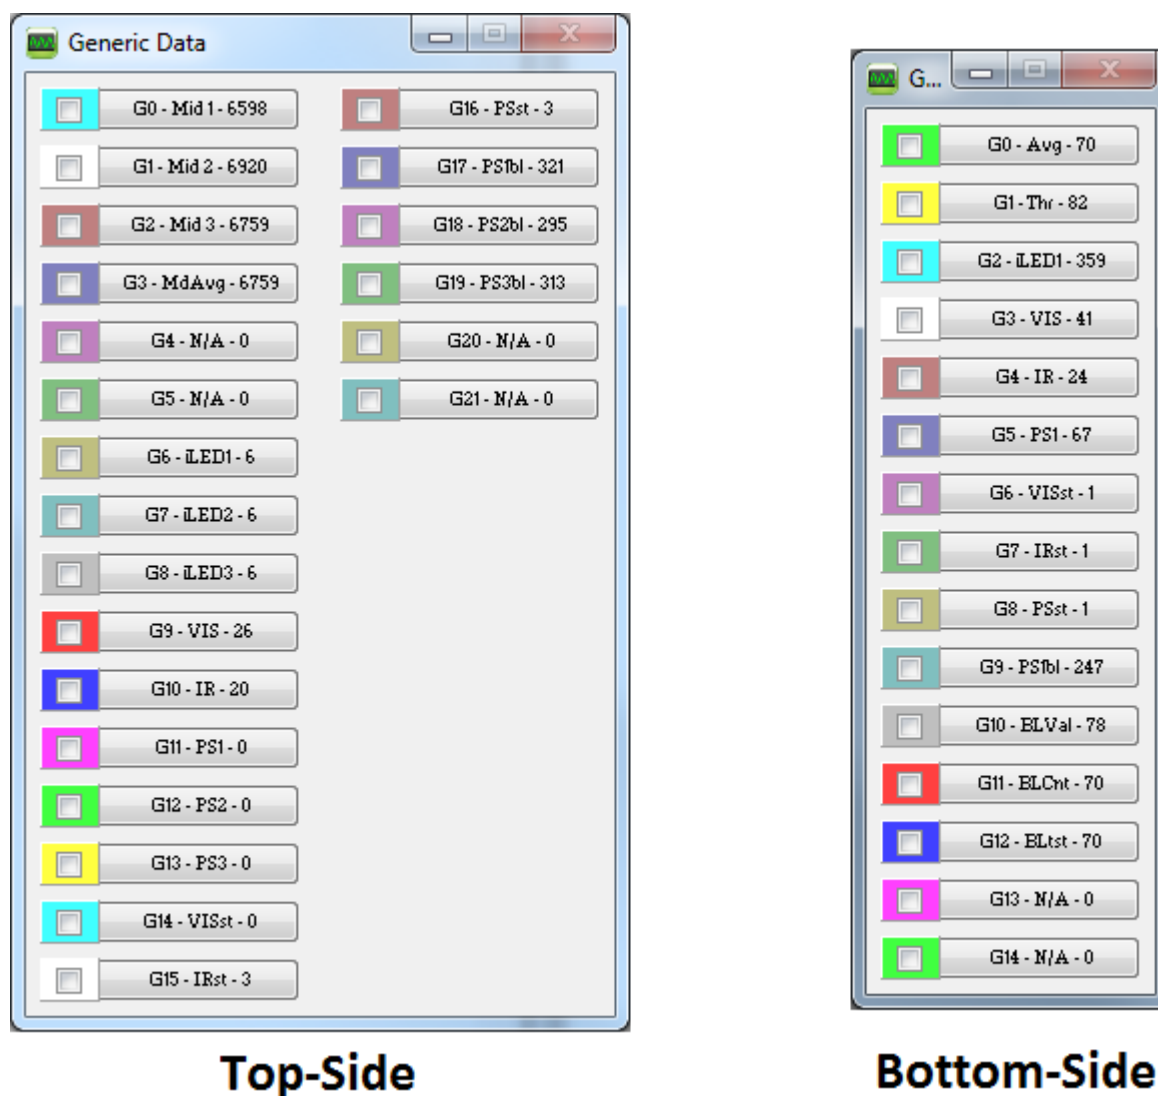 Generic Data
G0 - Mid 1 - 6598
G1 - Mid 2 - 6920
G2 - Mid 3 - 6759
G3 - MdAvg - 6759
G4 - N/A - 0
G5 - N/A - 0
G6 - iLED1 - 6
G7 - iLED2 - 6
G8 - iLED3 - 6
G9 - VIS - 26
G10 - IR - 20
G11 - PS1 - 0
G12 - PS2 - 0
G13 - PS3 - 0
G14 - VISst - 0
G15 - IRst - 3
G16 - PSst - 3
G17 - PS1bl - 321
G18 - PS2bl - 295
G19 - PS3bl - 313
G20 - N/A - 0
G21 - N/A - 0
Top-Side
G...
G0 - Avg - 70
G1 - Thr - 82
G2 - iLED1 - 359
G3 - VIS - 41
G4 - IR - 24
G5 - PS1 - 67
G6 - VISst - 1
G7 - IRst - 1
G8 - PSst - 1
G9 - PS1bl - 247
G10 - BLVal - 78
G11 - BLCnt - 70
G12 - BLtst - 70
G13 - N/A - 0
G14 - N/A - 0
Bottom-Side